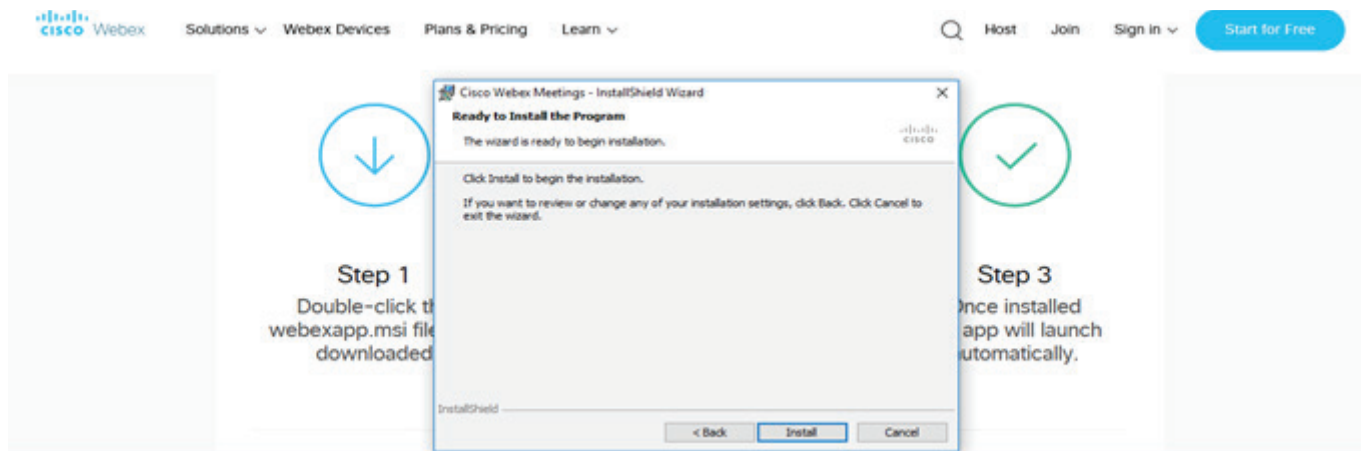 CISCO Webex Solutions Webex Devices Plans & Pricing Learn Host Join Sign in Start for Free
Cisco Webex Meetings - InstallShield Wizard
Ready to Install the Program
The wizard is ready to begin installation.
CISCO
Click Install to begin the installation.
If you want to review or change any of your installation settings, click Back. Click Cancel to
exit the wizard.
Step 1
Double-click th
webexapp.msi file
downloaded
Step 3
Once installed
app will launch
automatically.
InstallShield
< Back Install Cancel